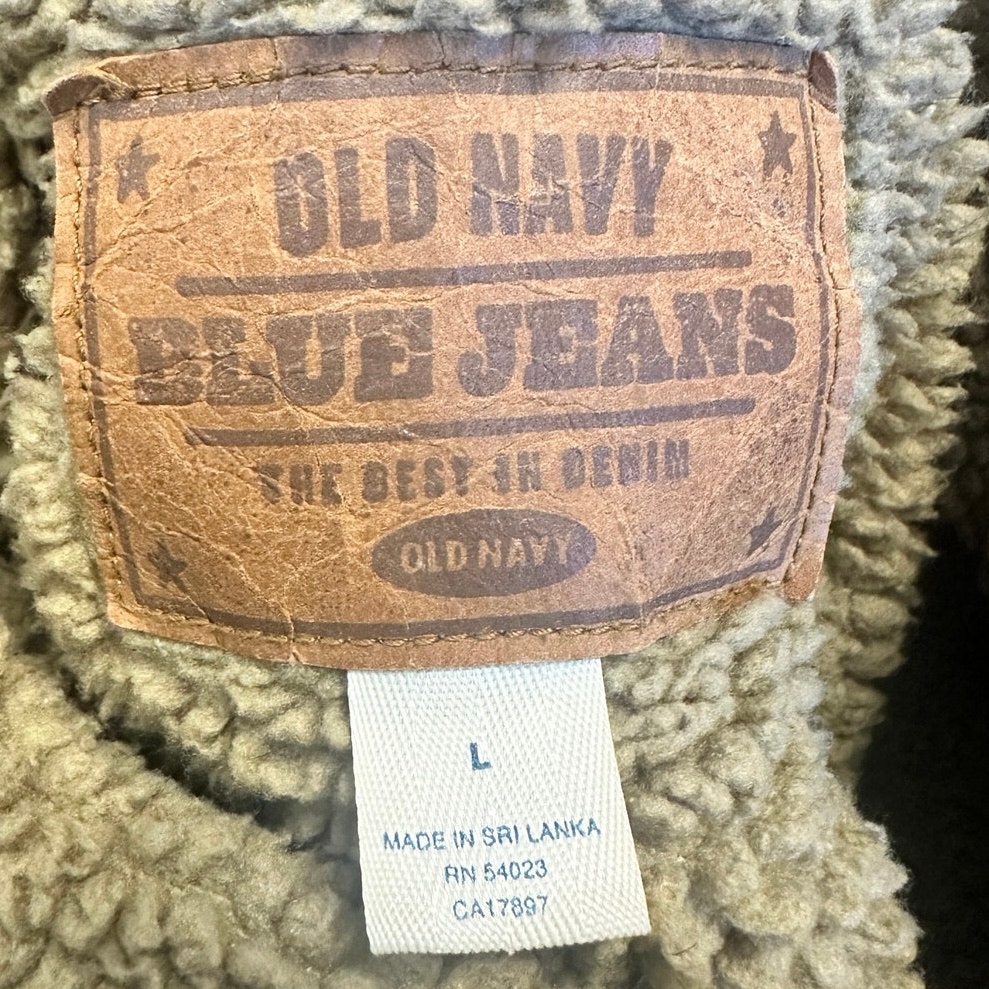 OLD NAVY
BLUE JEANS
THE BEST IN DENIM
OLD NAVY
L
MADE IN SRI LANKA
RN 54023
CA17897